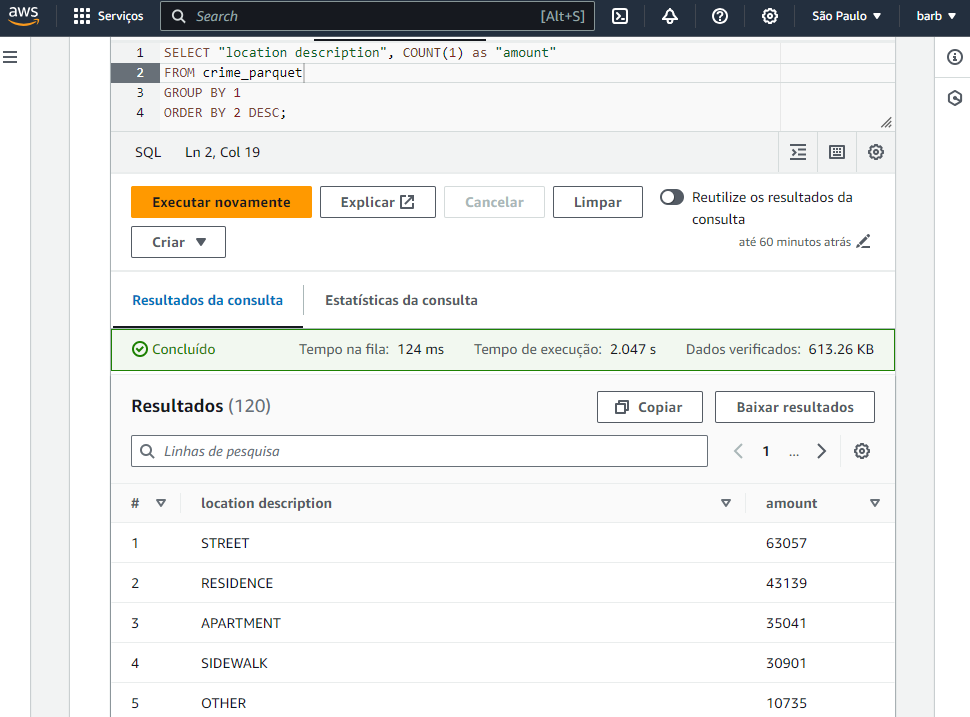 aws Serviços Search [Alt+S] São Paulo ▼ barb ▼
1 SELECT "location description", COUNT(1) as "amount"
2 FROM crime_parquet
3 GROUP BY 1
4 ORDER BY 2 DESC;
SQL Ln 2, Col 19
Executar novamente Explicar Cancelar Limpar Reutilize os resultados da
consulta
Criar ▼ até 60 minutos atrás
Resultados da consulta Estatísticas da consulta
Concluído Tempo na fila: 124 ms Tempo de execução: 2.047 s Dados verificados: 613.26 KB
Resultados (120) Copiar Baixar resultados
Linhas de pesquisa 1 ...
# location description amount
1 STREET 63057
2 RESIDENCE 43139
3 APARTMENT 35041
4 SIDEWALK 30901
5 OTHER 10735